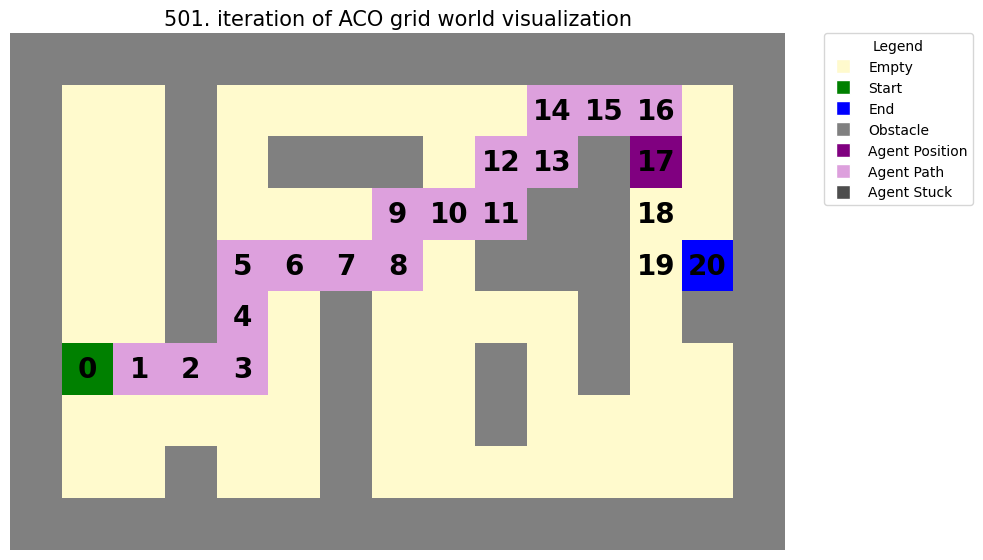 501. iteration of ACO grid world visualization
14 15 16
12 13 17
9 10 11 18
5 6 7 8 19 20
4
0 1 2 3
Legend
Empty
Start
End
Obstacle
Agent Position
Agent Path
Agent Stuck